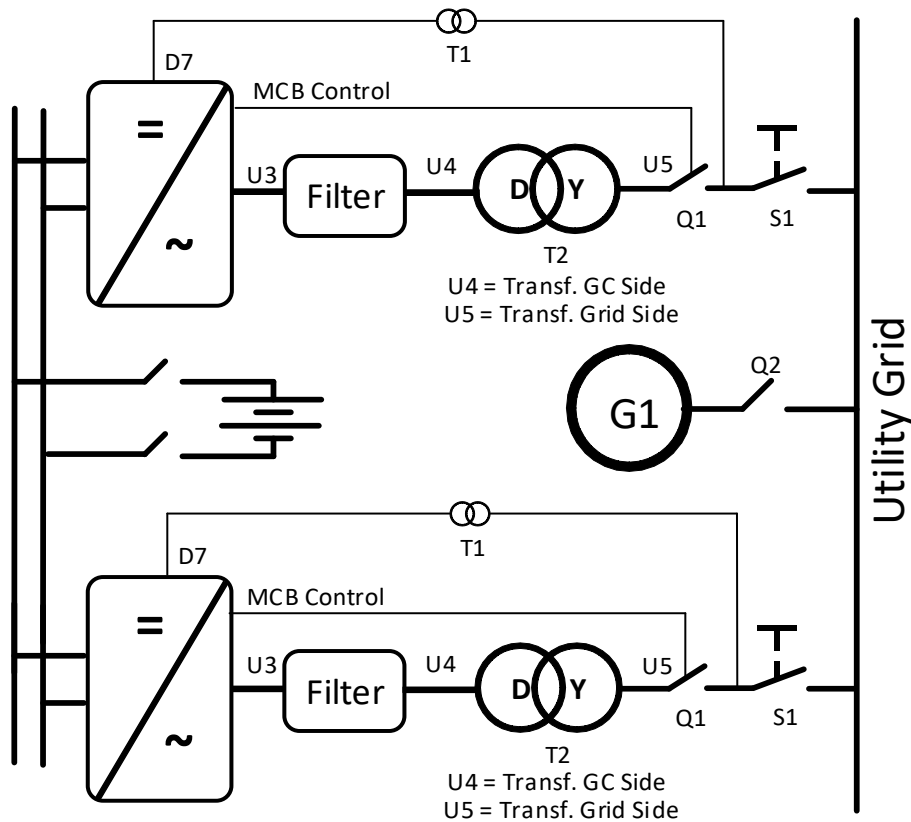 T1
D7
MCB Control
=
~
U3
Filter
U4
D Y
U5
Q1
S1
T2
U4 = Transf. GC Side
U5 = Transf. Grid Side
G1
Q2
Utility Grid
T1
D7
MCB Control
=
~
U3
Filter
U4
D Y
U5
Q1
S1
T2
U4 = Transf. GC Side
U5 = Transf. Grid Side